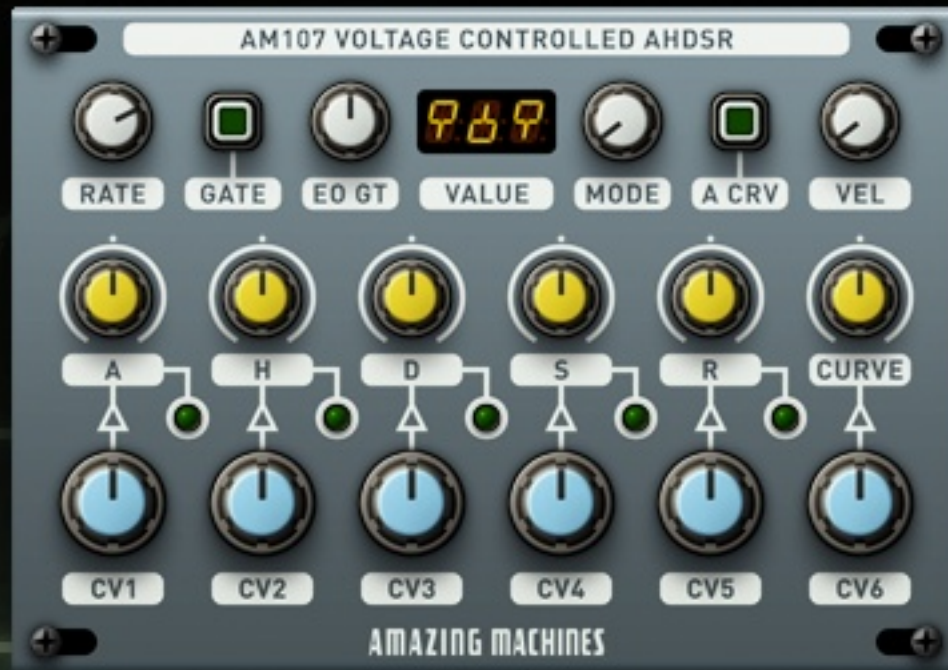 AM107 VOLTAGE CONTROLLED AHDSR
RATE GATE EO GT VALUE MODE A CRV VEL
A H D S R CURVE
CV1 CV2 CV3 CV4 CV5 CV6
AMAZING MACHINES